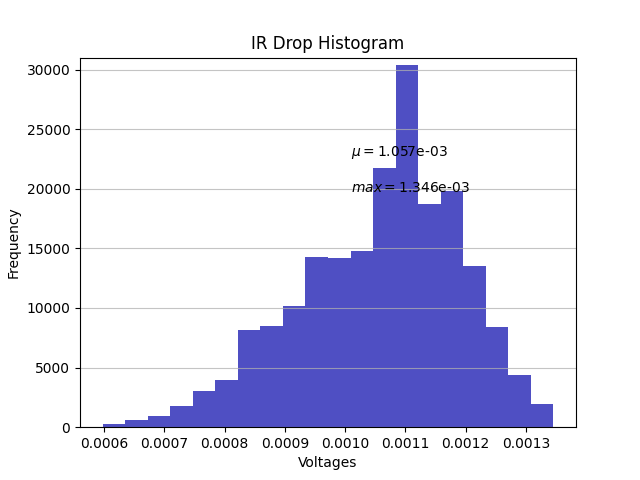 IR Drop Histogram
30000
25000
20000
15000
10000
5000
0
Frequency
μ = 1.057e-03
max = 1.346e-03
0.0006 0.0007 0.0008 0.0009 0.0010 0.0011 0.0012 0.0013
Voltages